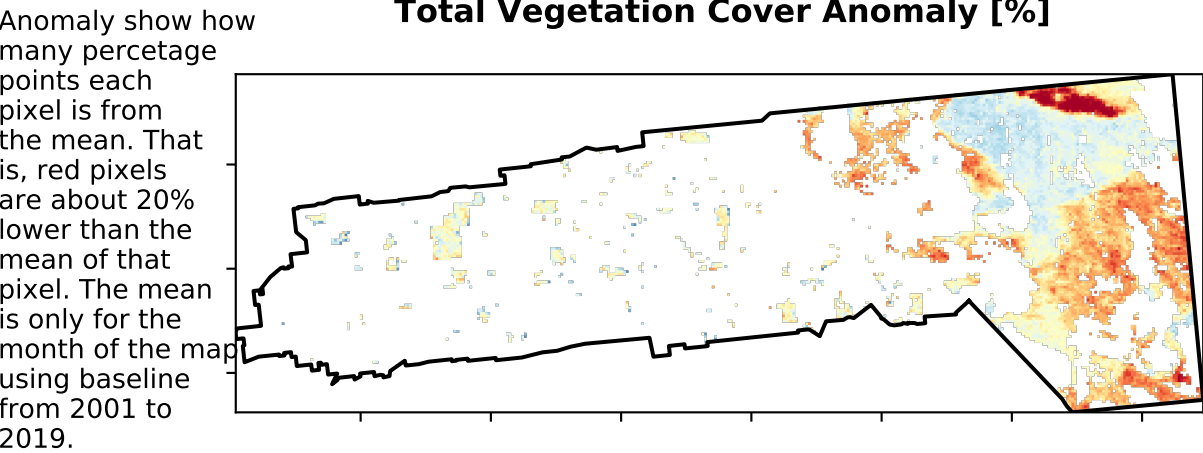 Total Vegetation Cover Anomaly [%]
Anomaly show how
many percetage
points each
pixel is from
the mean. That
is, red pixels
are about 20%
lower than the
mean of that
pixel. The mean
is only for the
month of the map
using baseline
from 2001 to
2019.